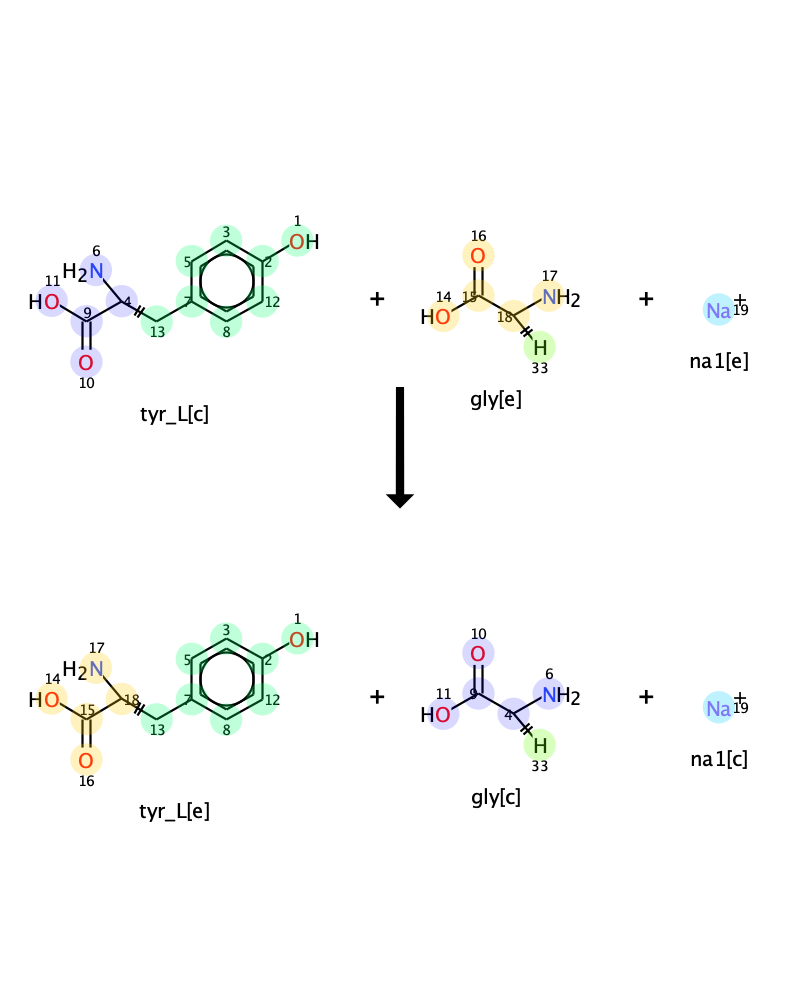 1
OH
3
2
5
12
7
8
13
6
H2N
11
HO
9
4
10
O
tyr_L[c]
+
16
O
14
HO
15
17
NH2
18
H
33
gly[e]
+
Na+
19
na1[e]
1
OH
3
2
5
12
7
8
13
17
H2N
14
HO
15
18
16
O
tyr_L[e]
+
10
O
11
HO
9
6
NH2
4
H
33
gly[c]
+
Na+
19
na1[c]